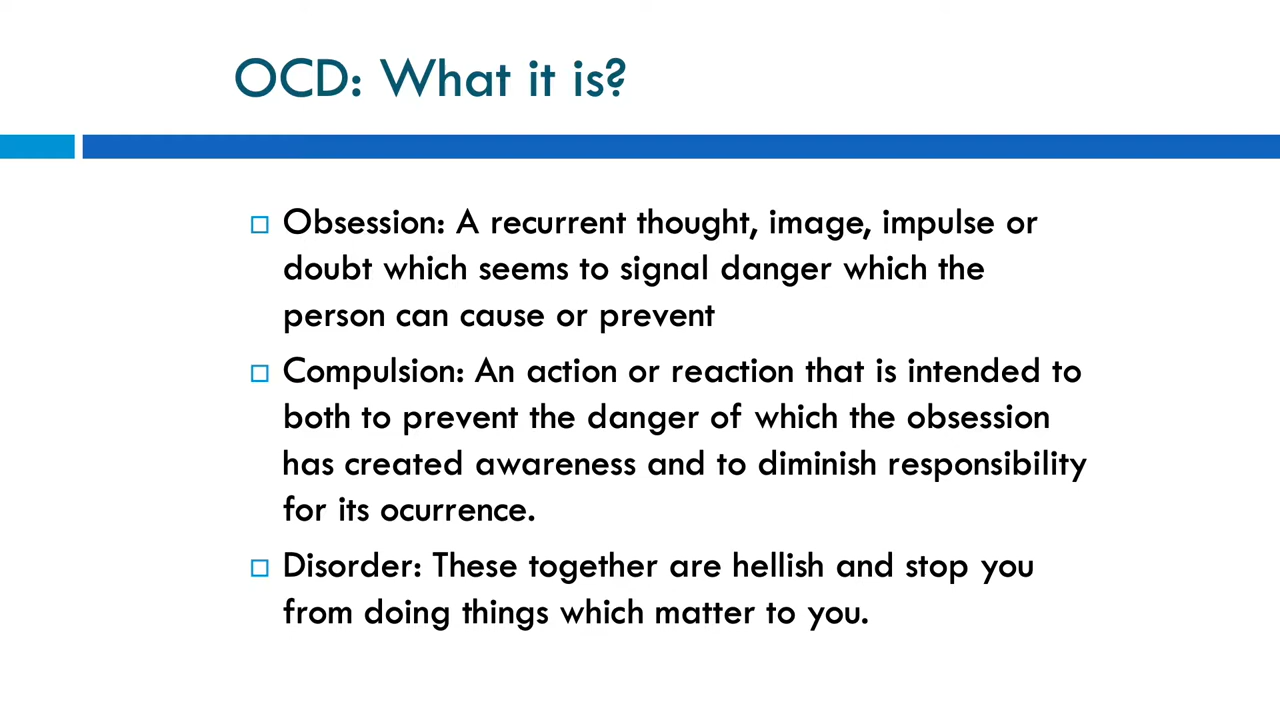 OCD: What it is?
Obsession: A recurrent thought, image, impulse or
doubt which seems to signal danger which the
person can cause or prevent
Compulsion: An action or reaction that is intended to
both to prevent the danger of which the obsession
has created awareness and to diminish responsibility
for its ocurrence.
Disorder: These together are hellish and stop you
from doing things which matter to you.